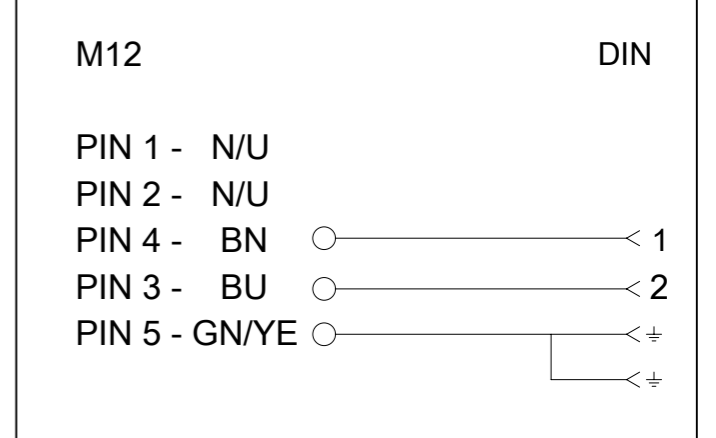 M12 DIN
PIN 1 - N/U
PIN 2 - N/U
PIN 4 - BN 1
PIN 3 - BU 2
PIN 5 - GN/YE